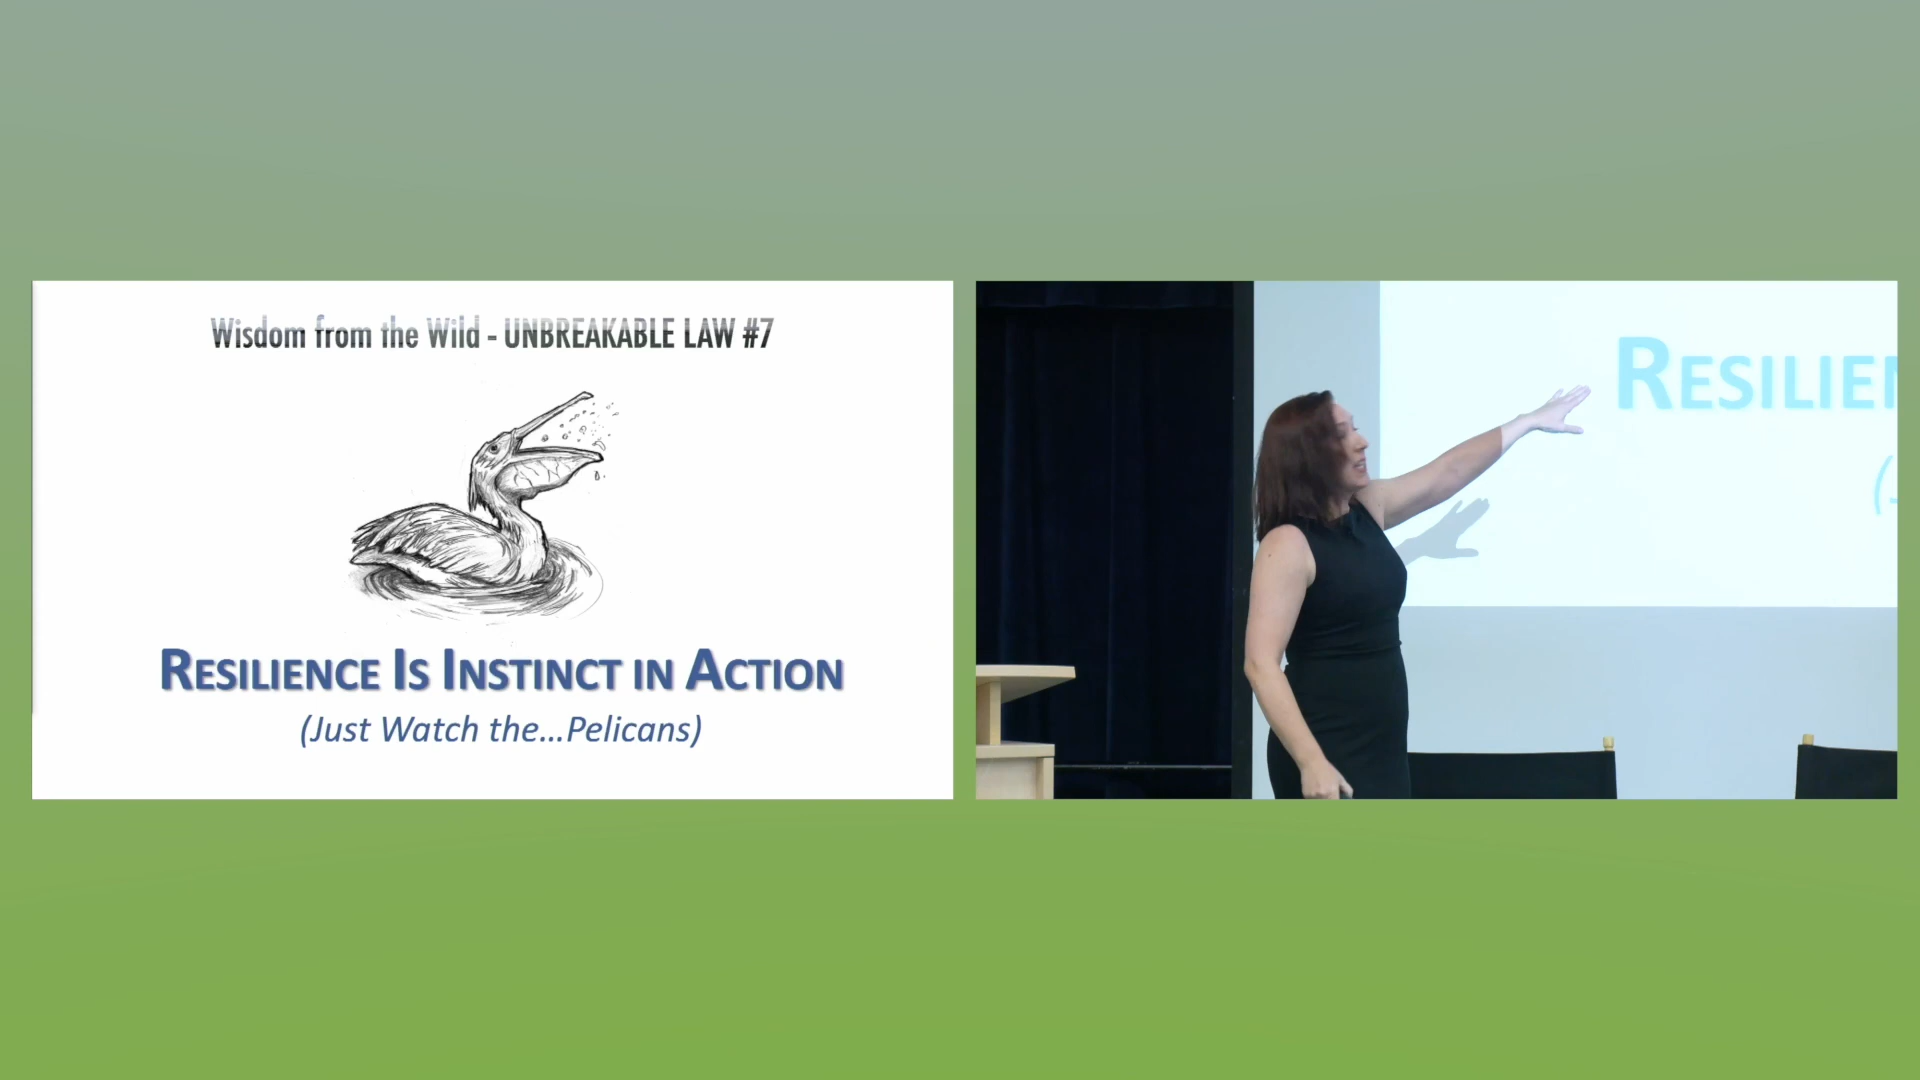 Wisdom from the Wild - UNBREAKABLE LAW #7
RESILIENCE IS INSTINCT IN ACTION
(Just Watch the...Pelicans)
RESILIEN